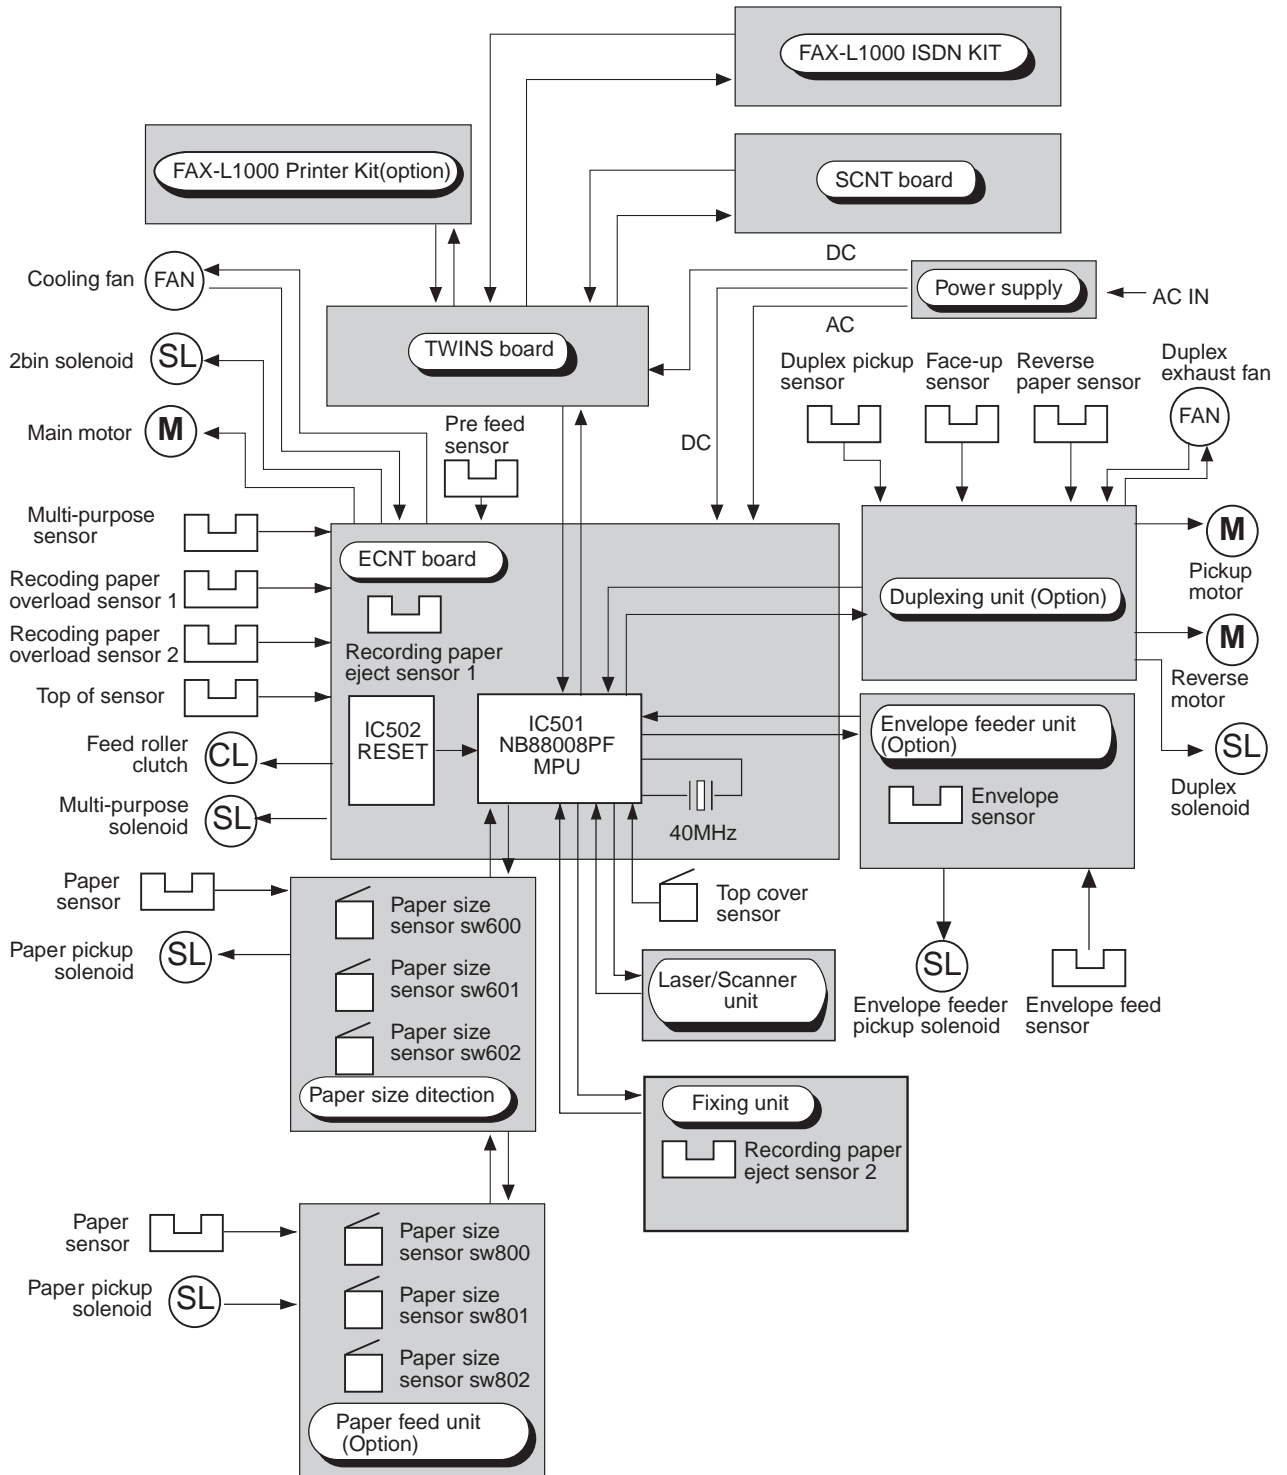 FAX-L1000 ISDN KIT
FAX-L1000 Printer Kit(option)
SCNT board
DC
Cooling fan
FAN
Power supply
AC IN
AC
TWINS board
2bin solenoid
SL
Duplex pickup
sensor
Face-up
sensor
Reverse
paper sensor
Duplex
exhaust fan
FAN
Main motor
M
Pre feed
sensor
DC
Multi-purpose
sensor
ECNT board
M
Pickup
motor
Recoding paper
overload sensor 1
Duplexing unit (Option)
Recoding paper
overload sensor 2
Recording paper
eject sensor 1
M
Reverse
motor
Top of sensor
IC502
RESET
IC501
NB88008PF
MPU
Envelope feeder unit
(Option)
Feed roller
clutch
CL
SL
Duplex
solenoid
Multi-purpose
solenoid
SL
40MHz
Envelope
sensor
Paper
sensor
Paper size
sensor sw600
Top cover
sensor
Paper pickup
solenoid
SL
Paper size
sensor sw601
Laser/Scanner
unit
SL
Envelope feeder
pickup solenoid
Envelope feed
sensor
Paper size
sensor sw602
Paper size ditection
Fixing unit
Recording paper
eject sensor 2
Paper
sensor
Paper size
sensor sw800
Paper pickup
solenoid
SL
Paper size
sensor sw801
Paper size
sensor sw802
Paper feed unit
(Option)